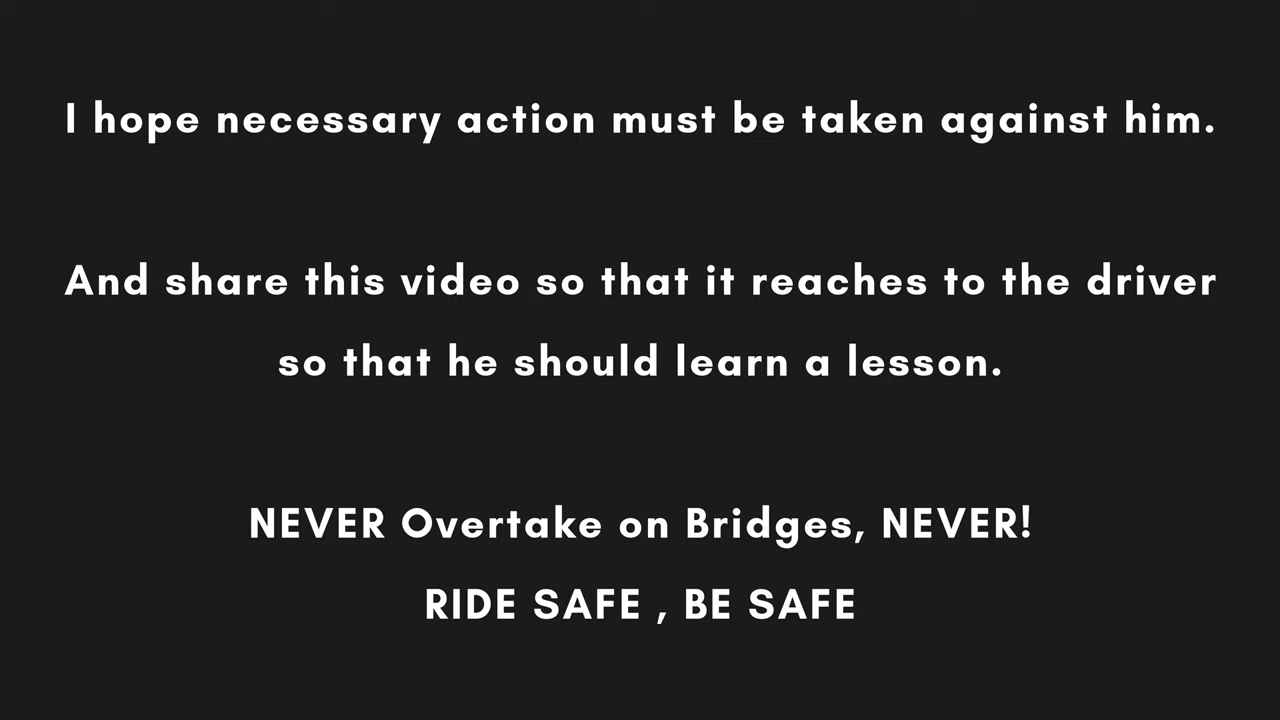 I hope necessary action must be taken against him.
And share this video so that it reaches to the driver
so that he should learn a lesson.
NEVER Overtake on Bridges, NEVER!
RIDE SAFE , BE SAFE